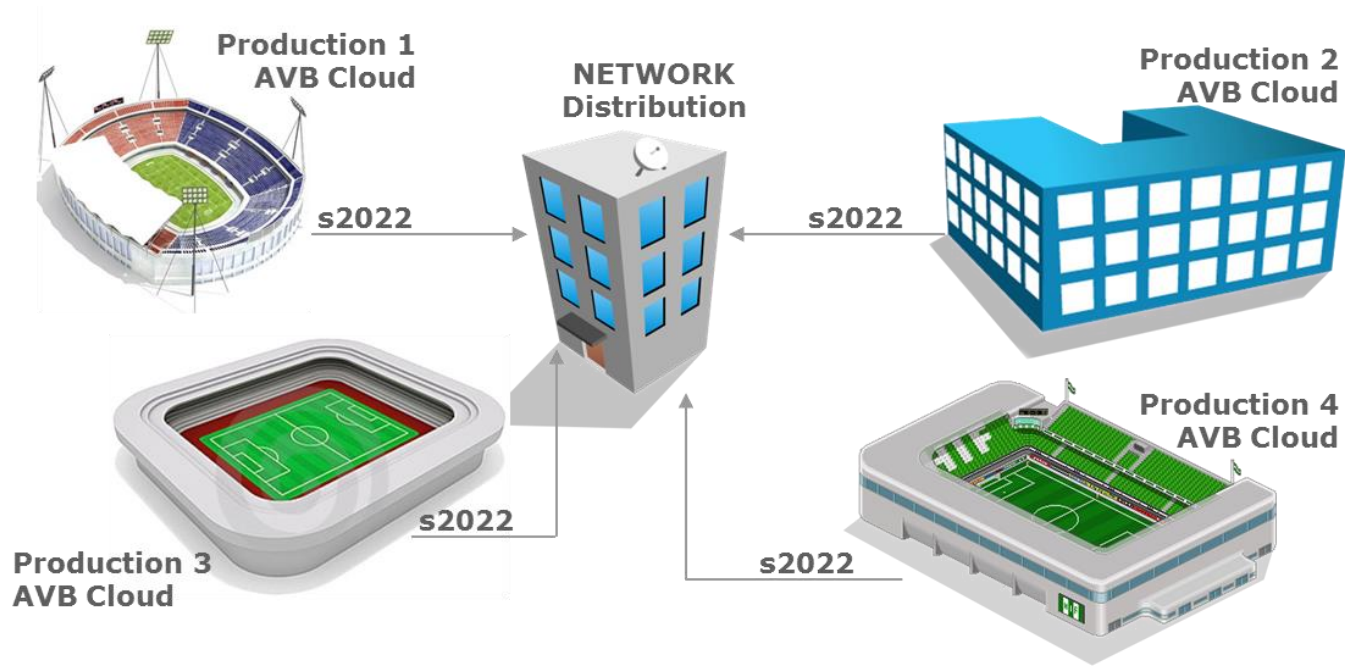 Production 1
AVB Cloud
NETWORK
Distribution
Production 2
AVB Cloud
s2022
s2022
Production 3
AVB Cloud
s2022
Production 4
AVB Cloud
s2022